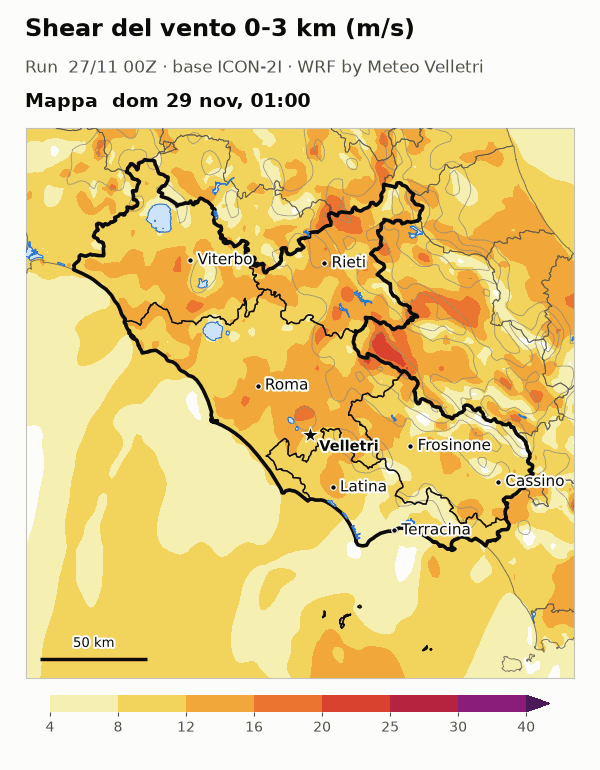 Shear del vento 0-3 km (m/s)
Run  27/11 00Z · base ICON-2I · WRF by Meteo Velletri
Mappa  dom 29 nov, 01:00
Viterbo
Rieti
Roma
Velletri
Frosinone
Cassino
Latina
Terracina
50 km
4 8 12 16 20 25 30 40